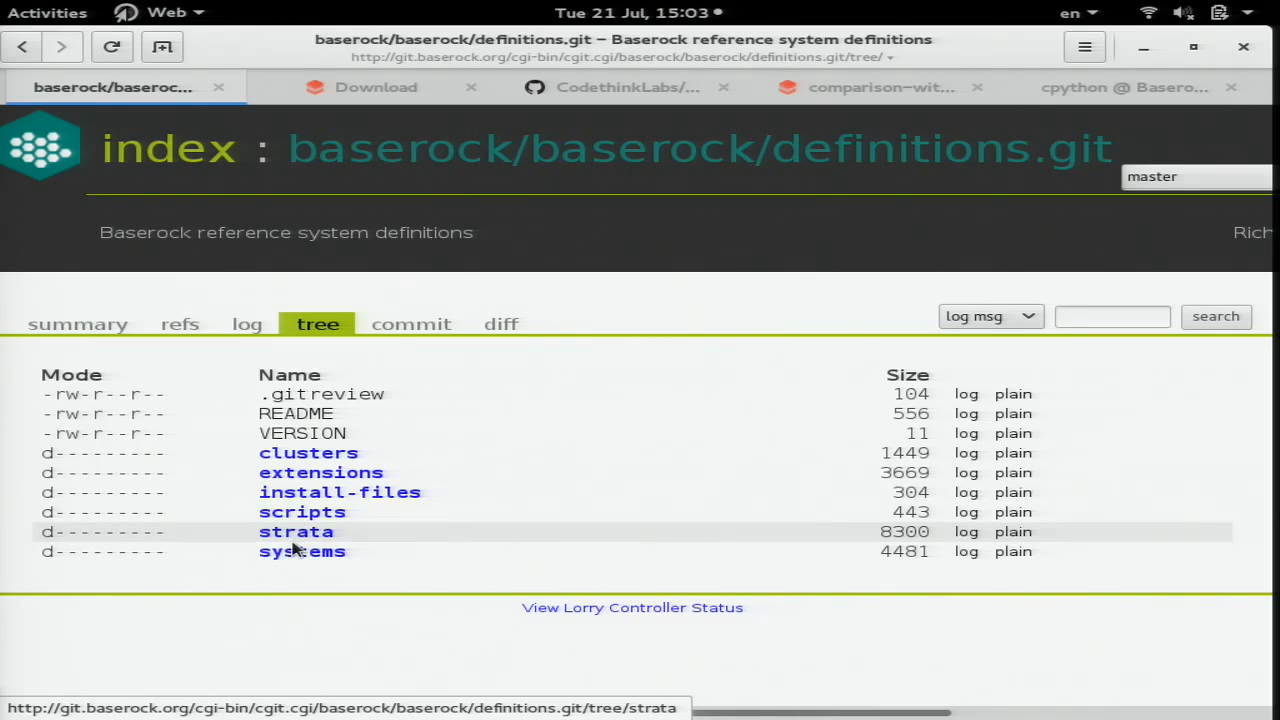 Activities Web Tue 21 Jul, 15:03 en
baserock/baserock/definitions.git – Baserock reference system definitions
http://git.baserock.org/cgi-bin/cgit.cgi/baserock/baserock/definitions.git/tree/
baserock/baseroc... Download CodethinkLabs/... comparison-wit... cpython @ Basero...
index : baserock/baserock/definitions.git
master
Baserock reference system definitions Rich
summary refs log tree commit diff log msg search
Mode Name Size
-rw-r--r-- .gitreview 104 log plain
-rw-r--r-- README 556 log plain
-rw-r--r-- VERSION 11 log plain
d--------- clusters 1449 log plain
d--------- extensions 3669 log plain
d--------- install-files 304 log plain
d--------- scripts 443 log plain
d--------- strata 8300 log plain
d--------- systems 4481 log plain
View Lorry Controller Status
http://git.baserock.org/cgi-bin/cgit.cgi/baserock/baserock/definitions.git/tree/strata